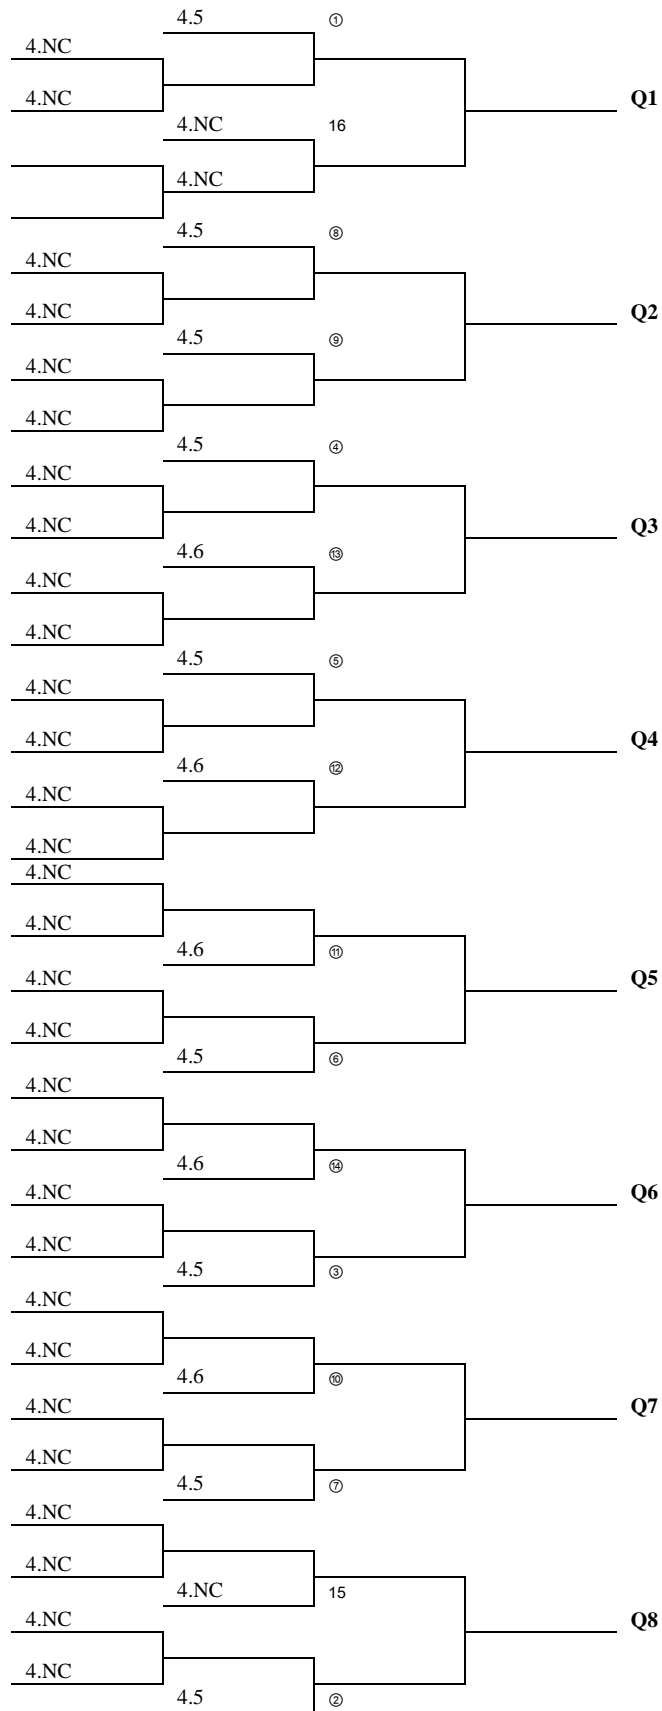 4.5 ①
4.NC
4.NC Q1
4.NC 16
4.NC
4.5 ⑧
4.NC
4.NC Q2
4.5 ⑨
4.NC
4.NC
4.5 ④
4.NC
4.NC Q3
4.6 ⑬
4.NC
4.NC
4.5 ⑤
4.NC
4.NC Q4
4.6 ⑫
4.NC
4.NC
4.NC
4.NC
4.6 ⑪
4.NC Q5
4.NC
4.5 ⑥
4.NC
4.NC
4.6 ⑭
4.NC Q6
4.NC
4.5 ③
4.NC
4.NC
4.6 ⑩
4.NC Q7
4.NC
4.5 ⑦
4.NC
4.NC
4.NC 15
4.NC Q8
4.NC
4.5 ②